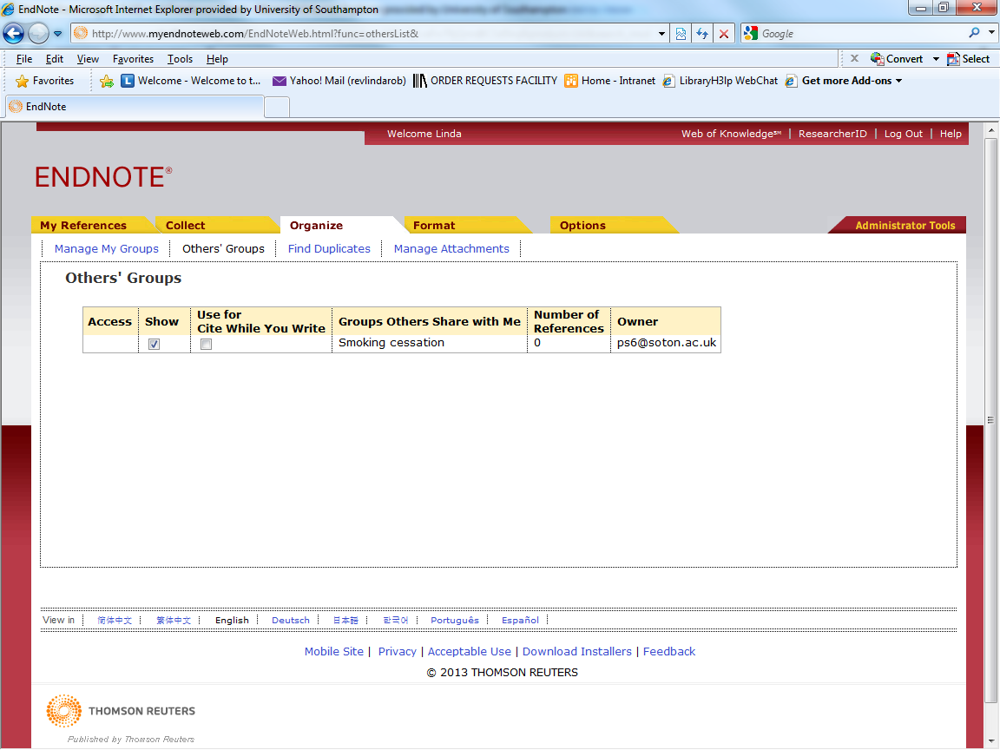 EndNote - Microsoft Internet Explorer provided by University of Southampton
http://www.myendnoteweb.com/EndNoteWeb.html?func=othersList&
Google
File Edit View Favorites Tools Help
Convert Select
Favorites Welcome - Welcome to t... Yahoo! Mail (revlindarob) ORDER REQUESTS FACILITY Home - Intranet LibraryH3lp WebChat Get more Add-ons
EndNote
Welcome Linda Web of Knowledge℠ | ResearcherID | Log Out | Help
ENDNOTE®
My References Collect Organize Format Options Administrator Tools
Manage My Groups Others' Groups Find Duplicates Manage Attachments
Others' Groups
Access Show Use for Cite While You Write Groups Others Share with Me Number of References Owner
Smoking cessation 0 ps6@soton.ac.uk
View in 简体中文 繁体中文 English Deutsch 日本語 한국어 Português Español
Mobile Site | Privacy | Acceptable Use | Download Installers | Feedback
© 2013 THOMSON REUTERS
THOMSON REUTERS
Published by Thomson Reuters